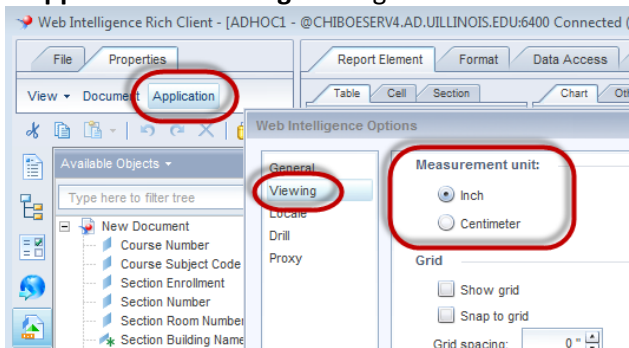 Web Intelligence Rich Client - [ADHOC1 - @CHIBOESERV4.AD.UILLINOIS.EDU:6400 Connected (
File Properties Report Element Format Data Access
View Document Application Table Cell Section Chart
Web Intelligence Options
Available Objects
Type here to filter tree
New Document
Course Number
Course Subject Code
Section Enrollment
Section Number
Section Room Number
Section Building Name
General
Viewing
Locale
Drill
Proxy
Measurement unit:
Inch
Centimeter
Grid
Show grid
Snap to grid
Grid spacing: 0 "